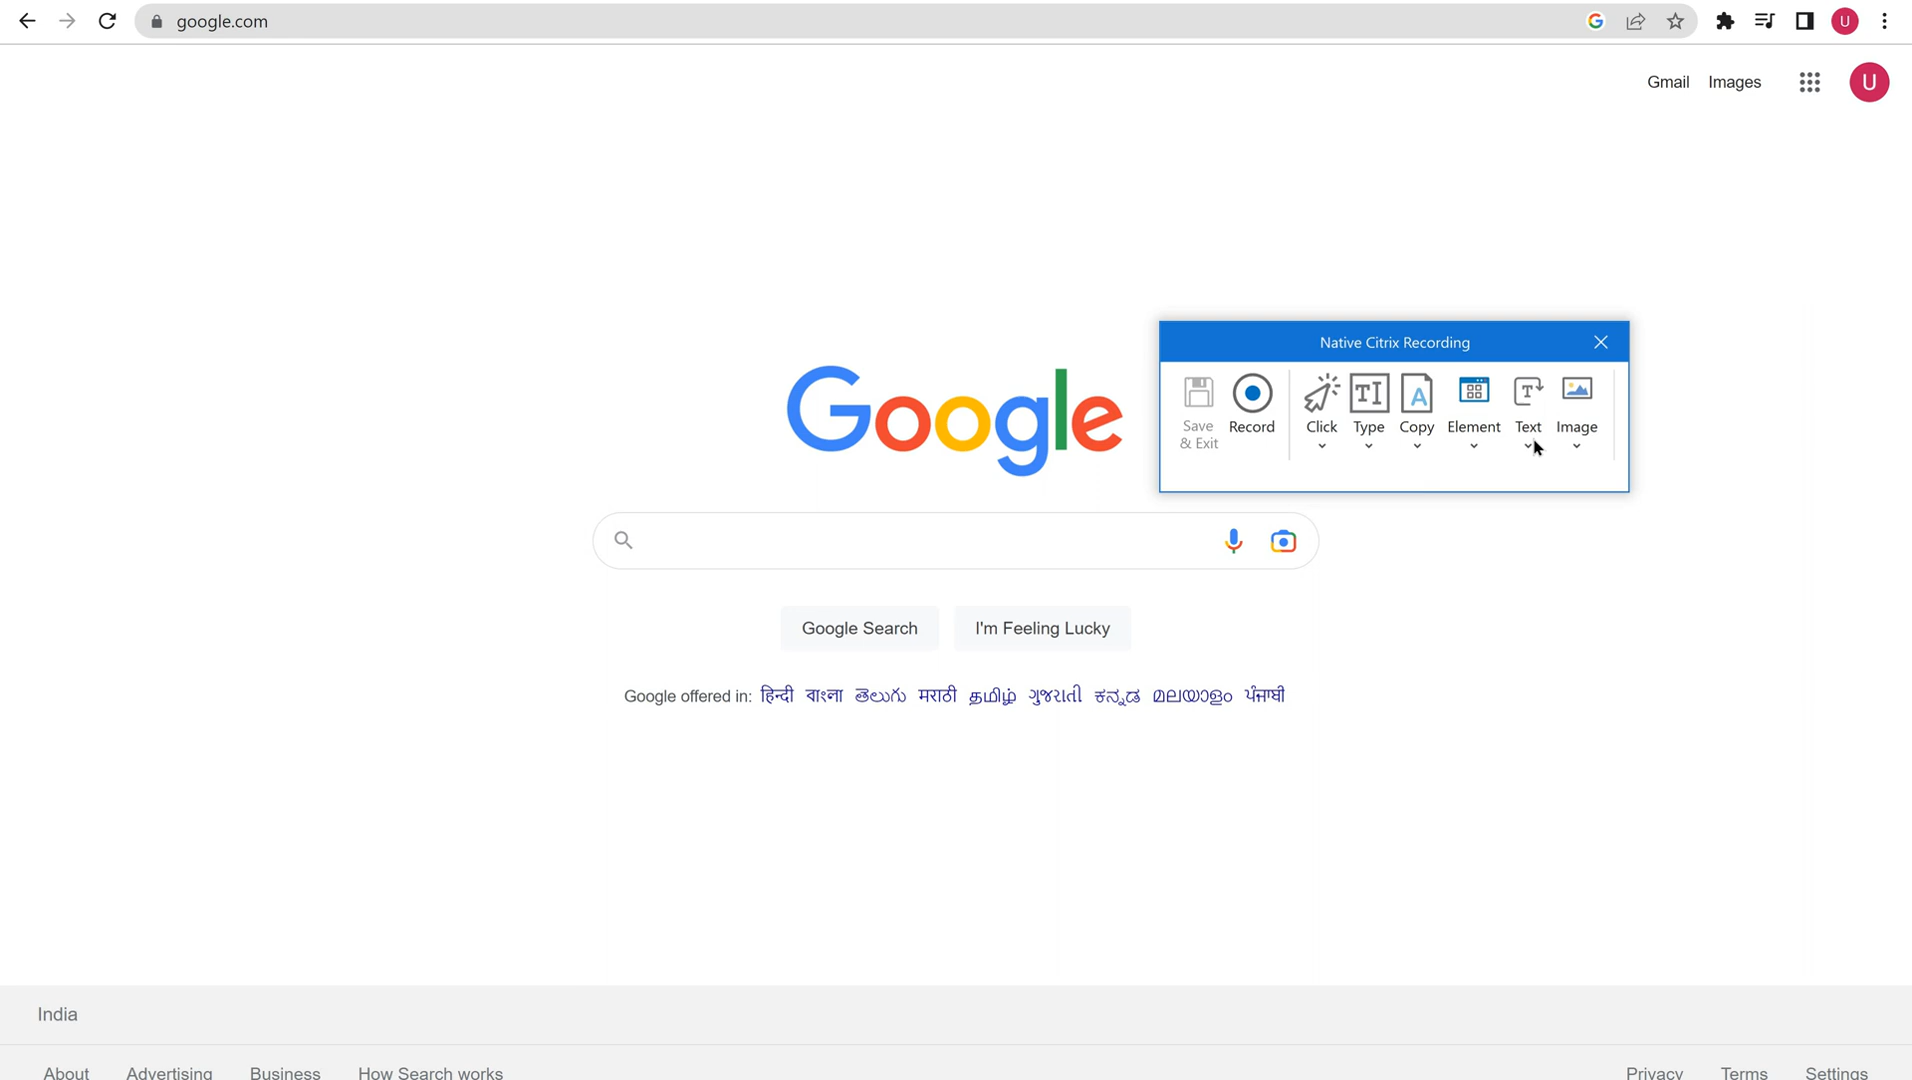 google.com
U
Gmail Images U
Native Citrix Recording
Save & Exit
Record
Click
Type
Copy
Element
Text
Image
Google
Google Search
I'm Feeling Lucky
Google offered in: हिन्दी বাংলা తెలుగు मराठी தமிழ் ગુજરાતી ಕನ್ನಡ മലയാളം ਪੰਜਾਬੀ
India
About Advertising Business How Search works Privacy Terms Settings